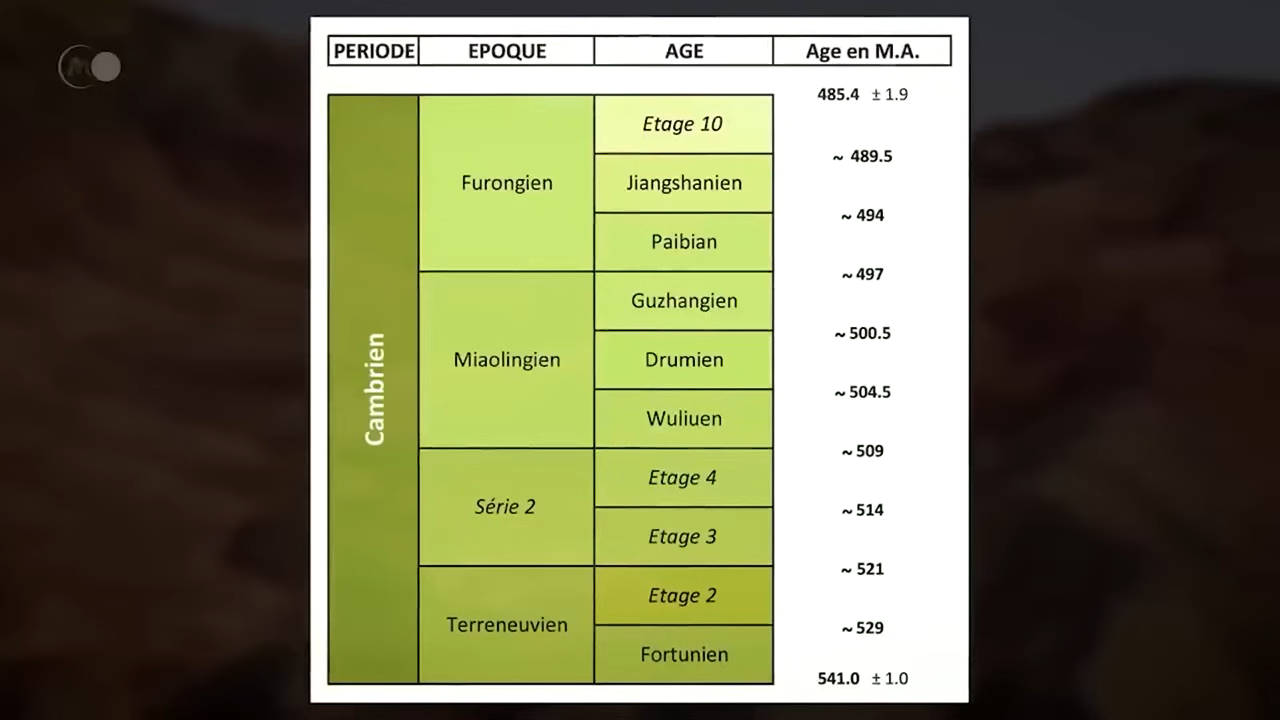 PERIODE EPOQUE AGE Age en M.A.
485.4 ± 1.9
Etage 10
~ 489.5
Furongien Jiangshanien
~ 494
Paibian
~ 497
Guzhangien
~ 500.5
Cambrien Miaolingien Drumien
~ 504.5
Wuliuen
~ 509
Etage 4
Série 2 ~ 514
Etage 3
~ 521
Etage 2
Terreneuvien ~ 529
Fortunien
541.0 ± 1.0